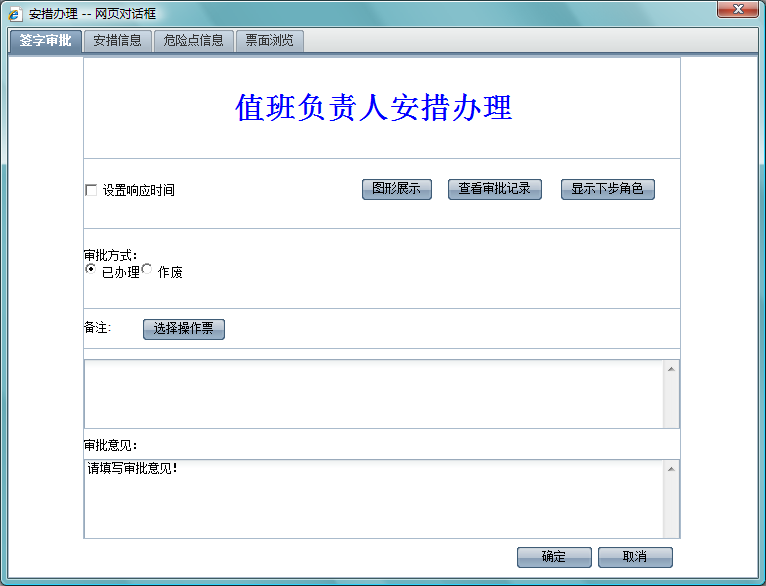 安措办理 -- 网页对话框
签字审批 安措信息 危险点信息 票面浏览
值班负责人安措办理
设置响应时间 图形展示 查看审批记录 显示下步角色
审批方式：
已办理 作废
备注: 选择操作票
审批意见：
请填写审批意见！
确定 取消